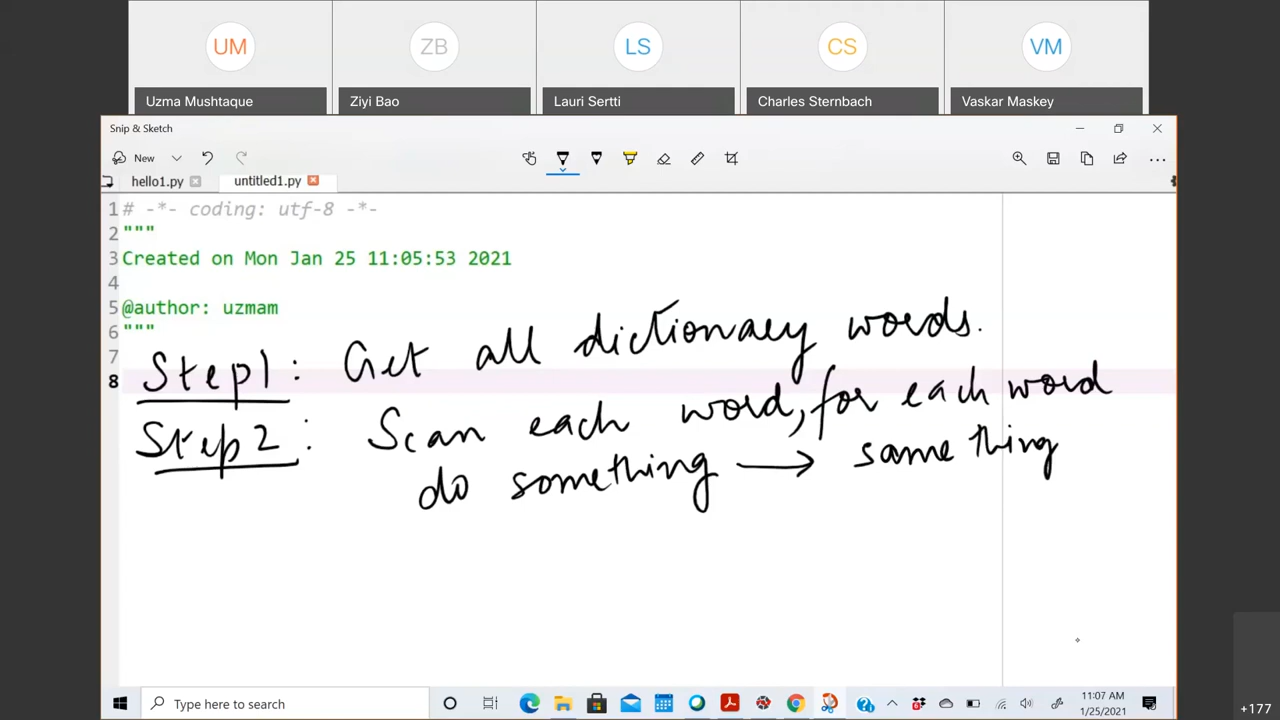 UM
ZB
LS
CS
VM
Uzma Mushtaque
Ziyi Bao
Lauri Sertti
Charles Sternbach
Vaskar Maskey
Snip & Sketch
New
hello1.py
untitled1.py
1 # -*- coding: utf-8 -*-
2 """
3 Created on Mon Jan 25 11:05:53 2021
4
5 @author: uzmam
6 """
7
8
Step1: Get all dictionary words.
Step2: Scan each word, for each word
do something → same thing
Type here to search
11:07 AM
1/25/2021
+177